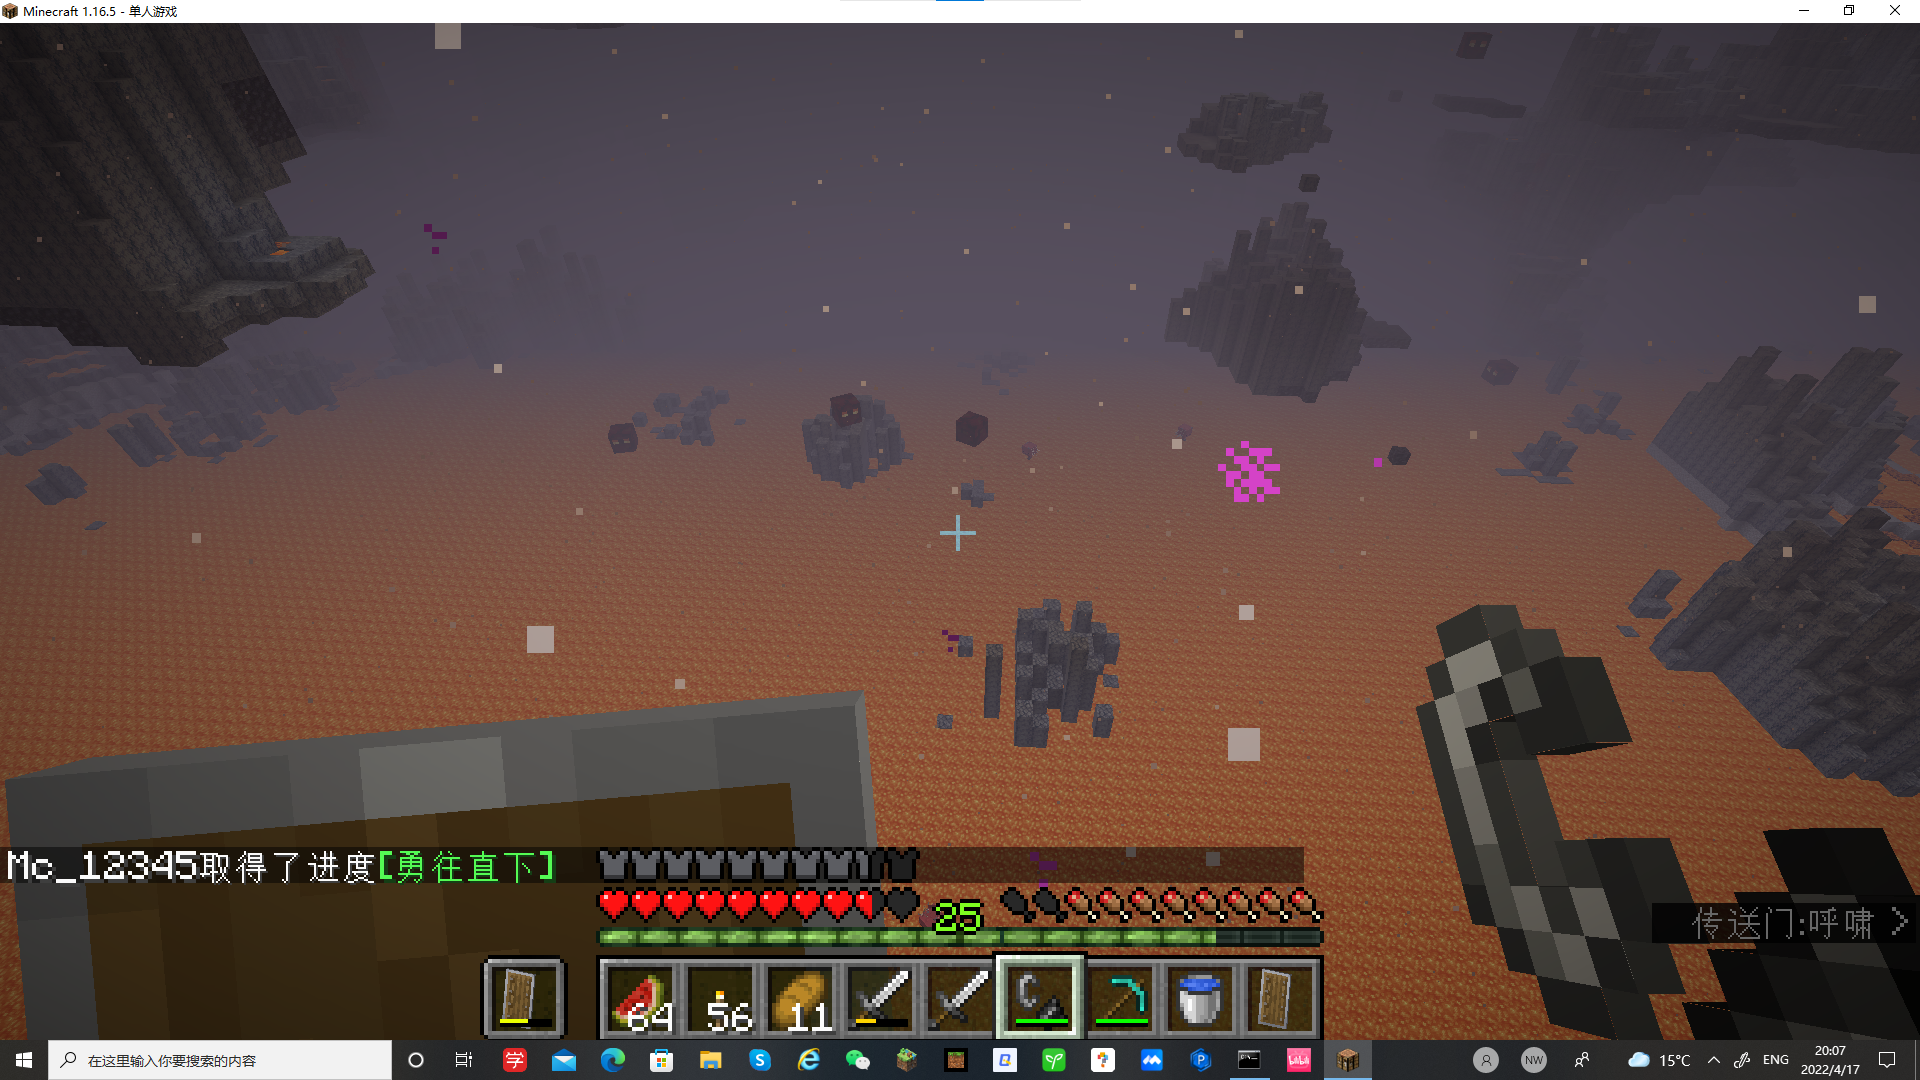 Minecraft 1.16.5 - 单人游戏
Mc_12345取得了进度[勇往直下]
25
传送门:呼啸 >
64 56 11
在这里输入你要搜索的内容
学
NW
15°C
ENG
20:07
2022/4/17